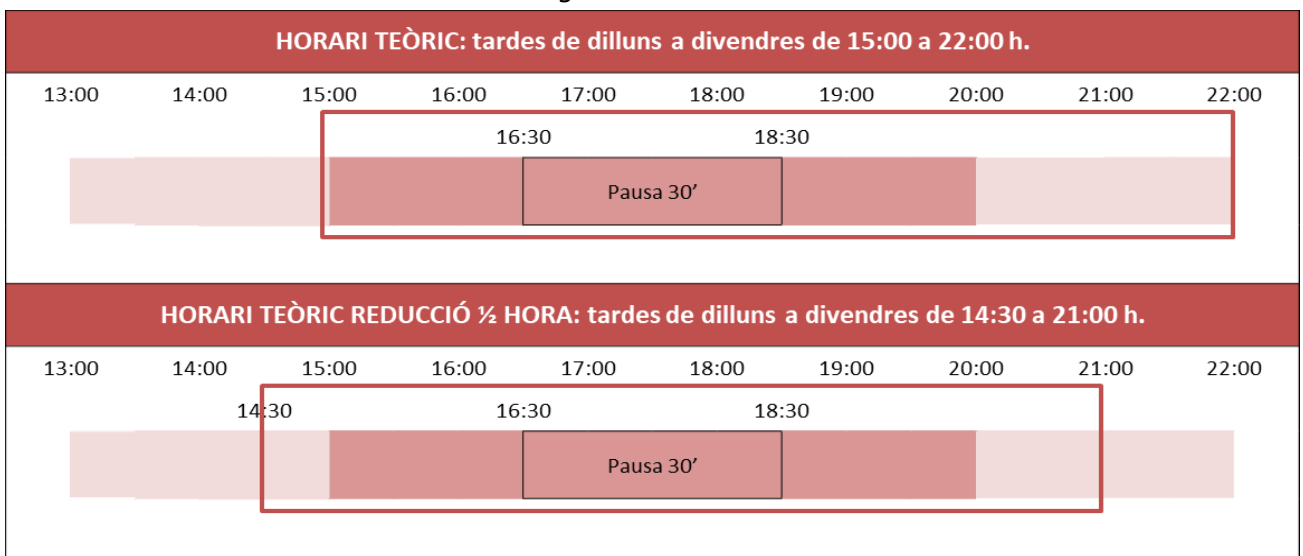 HORARI TEÒRIC: tardes de dilluns a divendres de 15:00 a 22:00 h.
13:00 14:00 15:00 16:00 17:00 18:00 19:00 20:00 21:00 22:00
16:30 18:30
Pausa 30’
HORARI TEÒRIC REDUCCIÓ ½ HORA: tardes de dilluns a divendres de 14:30 a 21:00 h.
13:00 14:00 15:00 16:00 17:00 18:00 19:00 20:00 21:00 22:00
14:30 16:30 18:30
Pausa 30’